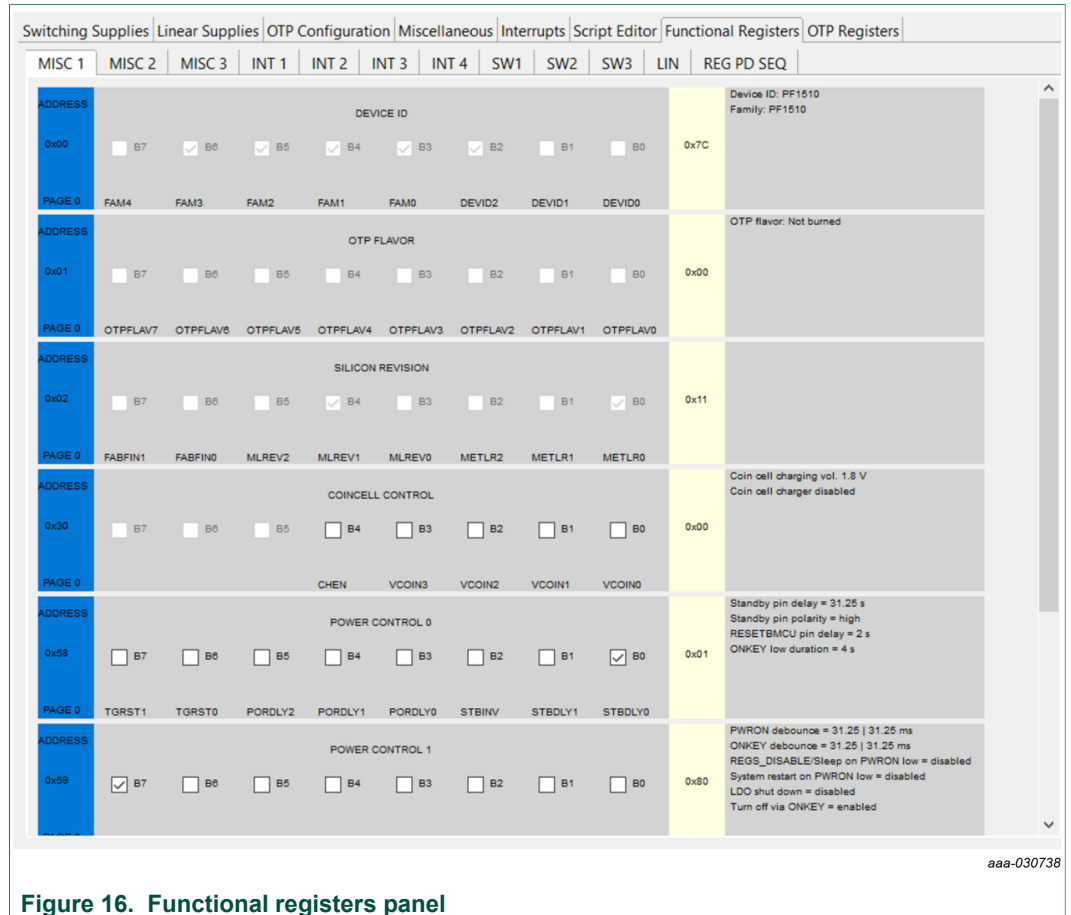 Switching Supplies Linear Supplies OTP Configuration Miscellaneous Interrupts Script Editor Functional Registers OTP Registers
MISC 1 MISC 2 MISC 3 INT 1 INT 2 INT 3 INT 4 SW1 SW2 SW3 LIN REG PD SEQ
ADDRESS
0x00
PAGE 0
DEVICE ID
B7 B6 B5 B4 B3 B2 B1 B0
FAM4 FAM3 FAM2 FAM1 FAM0 DEVID2 DEVID1 DEVID0
0x7C
Device ID: PF1510
Family: PF1510
ADDRESS
0x01
PAGE 0
OTP FLAVOR
B7 B6 B5 B4 B3 B2 B1 B0
OTPFLAV7 OTPFLAV6 OTPFLAV5 OTPFLAV4 OTPFLAV3 OTPFLAV2 OTPFLAV1 OTPFLAV0
0x00
OTP flavor: Not burned
ADDRESS
0x02
PAGE 0
SILICON REVISION
B7 B6 B5 B4 B3 B2 B1 B0
FABFIN1 FABFIN0 MLREV2 MLREV1 MLREV0 METLR2 METLR1 METLR0
0x11
ADDRESS
0x30
PAGE 0
COINCELL CONTROL
B7 B6 B5 B4 B3 B2 B1 B0
CHEN VCOIN3 VCOIN2 VCOIN1 VCOIN0
0x00
Coin cell charging vol. 1.8 V
Coin cell charger disabled
ADDRESS
0x58
PAGE 0
POWER CONTROL 0
B7 B6 B5 B4 B3 B2 B1 B0
TGRST1 TGRST0 PORDLY2 PORDLY1 PORDLY0 STBINV STBDLY1 STBDLY0
0x01
Standby pin delay = 31.25 s
Standby pin polarity = high
RESETBMCU pin delay = 2 s
ONKEY low duration = 4 s
ADDRESS
0x59
POWER CONTROL 1
B7 B6 B5 B4 B3 B2 B1 B0
0x80
PWRON debounce = 31.25 | 31.25 ms
ONKEY debounce = 31.25 | 31.25 ms
REGS_DISABLE/Sleep on PWRON low = disabled
System restart on PWRON low = disabled
LDO shut down = disabled
Turn off via ONKEY = enabled
aaa-030738
Figure 16. Functional registers panel